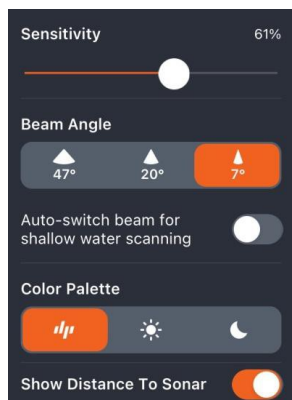 Sensitivity 61%
Beam Angle
47° 20° 7°
Auto-switch beam for
shallow water scanning
Color Palette
Show Distance To Sonar